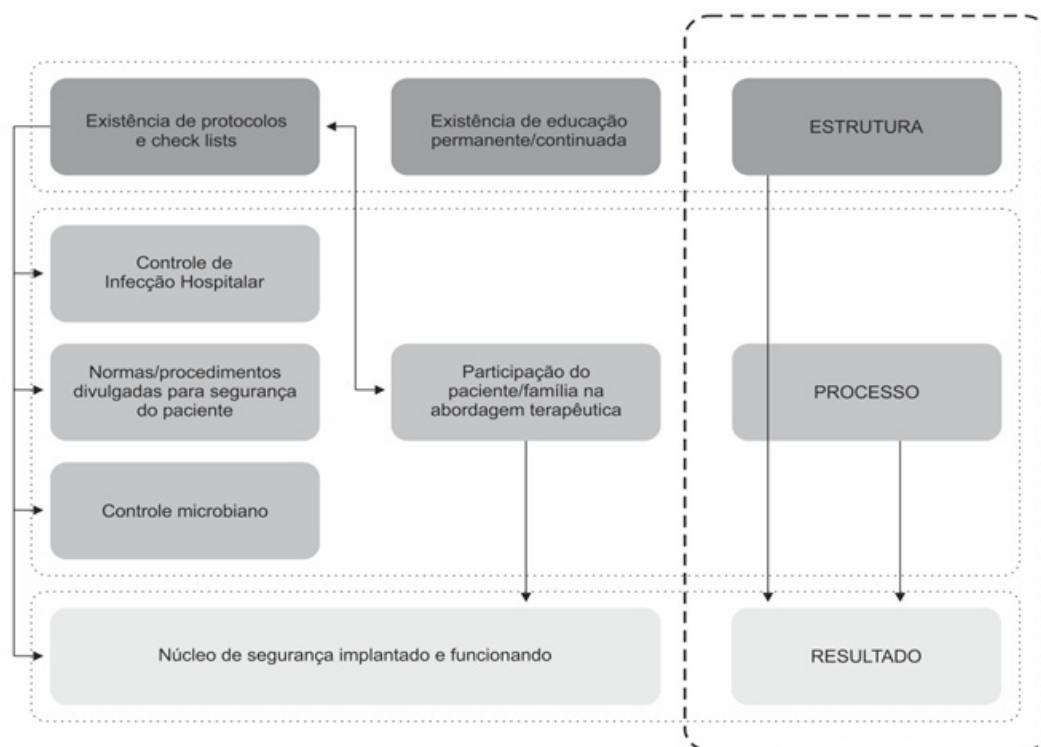 Existência de protocolos
e check lists
Existência de educação
permanente/continuada
ESTRUTURA
Controle de
Infecção Hospitalar
Normas/procedimentos
divulgadas para segurança
do paciente
Participação do
paciente/família na
abordagem terapêutica
PROCESSO
Controle microbiano
Núcleo de segurança implantado e funcionando
RESULTADO